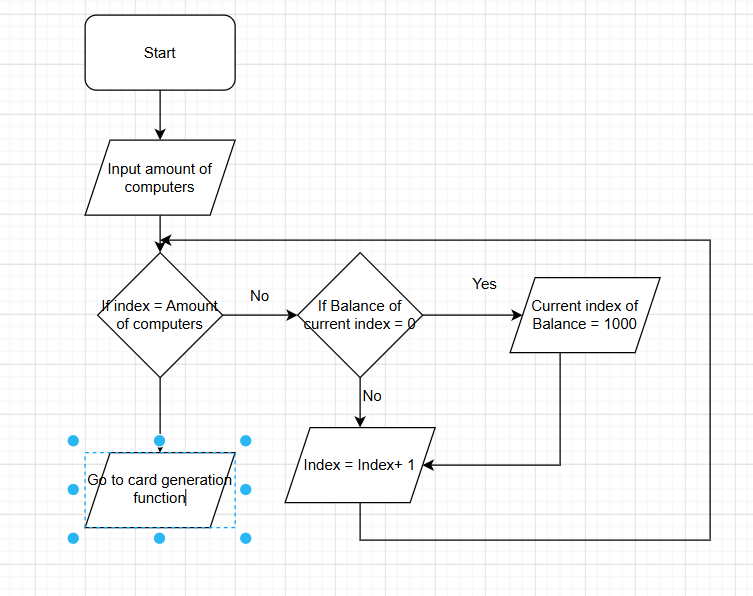 Start
Input amount of
computers
If index = Amount
of computers
No
If Balance of
current index = 0
Yes
Current index of
Balance = 1000
No
Index = Index+ 1
Go to card generation
function